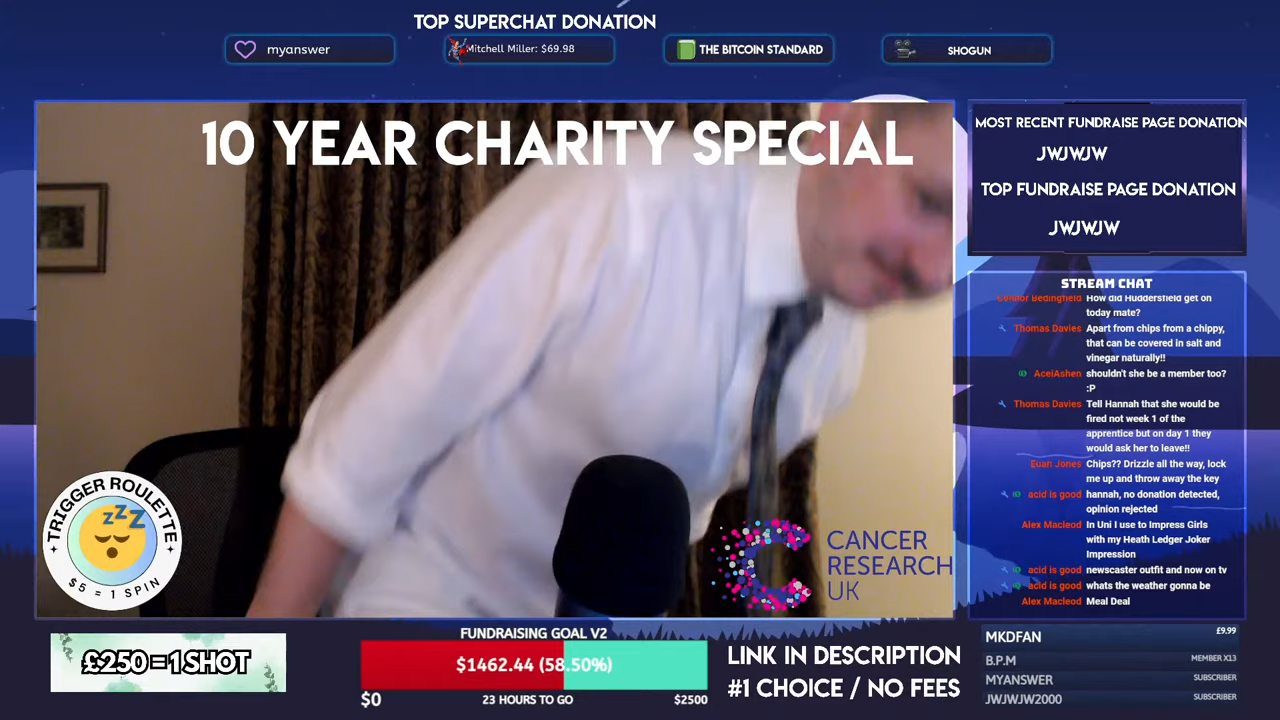 TOP SUPERCHAT DONATION
myanswer
Mitchell Miller: $69.98
THE BITCOIN STANDARD
SHOGUN
10 YEAR CHARITY SPECIAL
MOST RECENT FUNDRAISE PAGE DONATION
JWJWJW
TOP FUNDRAISE PAGE DONATION
JWJWJW
STREAM CHAT
Connor Bedingfield How did Huddersfield get on
today mate?
Thomas Davies Apart from chips from a chippy,
that can be covered in salt and
vinegar naturally!!
AceiAshen shouldn't she be a member too?
:P
Thomas Davies Tell Hannah that she would be
fired not week 1 of the
apprentice but on day 1 they
would ask her to leave!!
Euan Jones Chips?? Drizzle all the way, lock
me up and throw away the key
acid is good hannah, no donation detected,
opinion rejected
Alex Macleod In Uni I use to Impress Girls
with my Heath Ledger Joker
Impression
acid is good newscaster outfit and now on tv
acid is good whats the weather gonna be
Alex Macleod Meal Deal
TRIGGER ROULETTE
zzz
$5 = 1 SPIN
CANCER
RESEARCH
UK
£250 = 1 SHOT
FUNDRAISING GOAL V2
$1462.44 (58.50%)
$0
23 HOURS TO GO
$2500
LINK IN DESCRIPTION
#1 CHOICE / NO FEES
MKDFAN £9.99
B.P.M MEMBER X13
MYANSWER SUBSCRIBER
JWJWJW2000 SUBSCRIBER